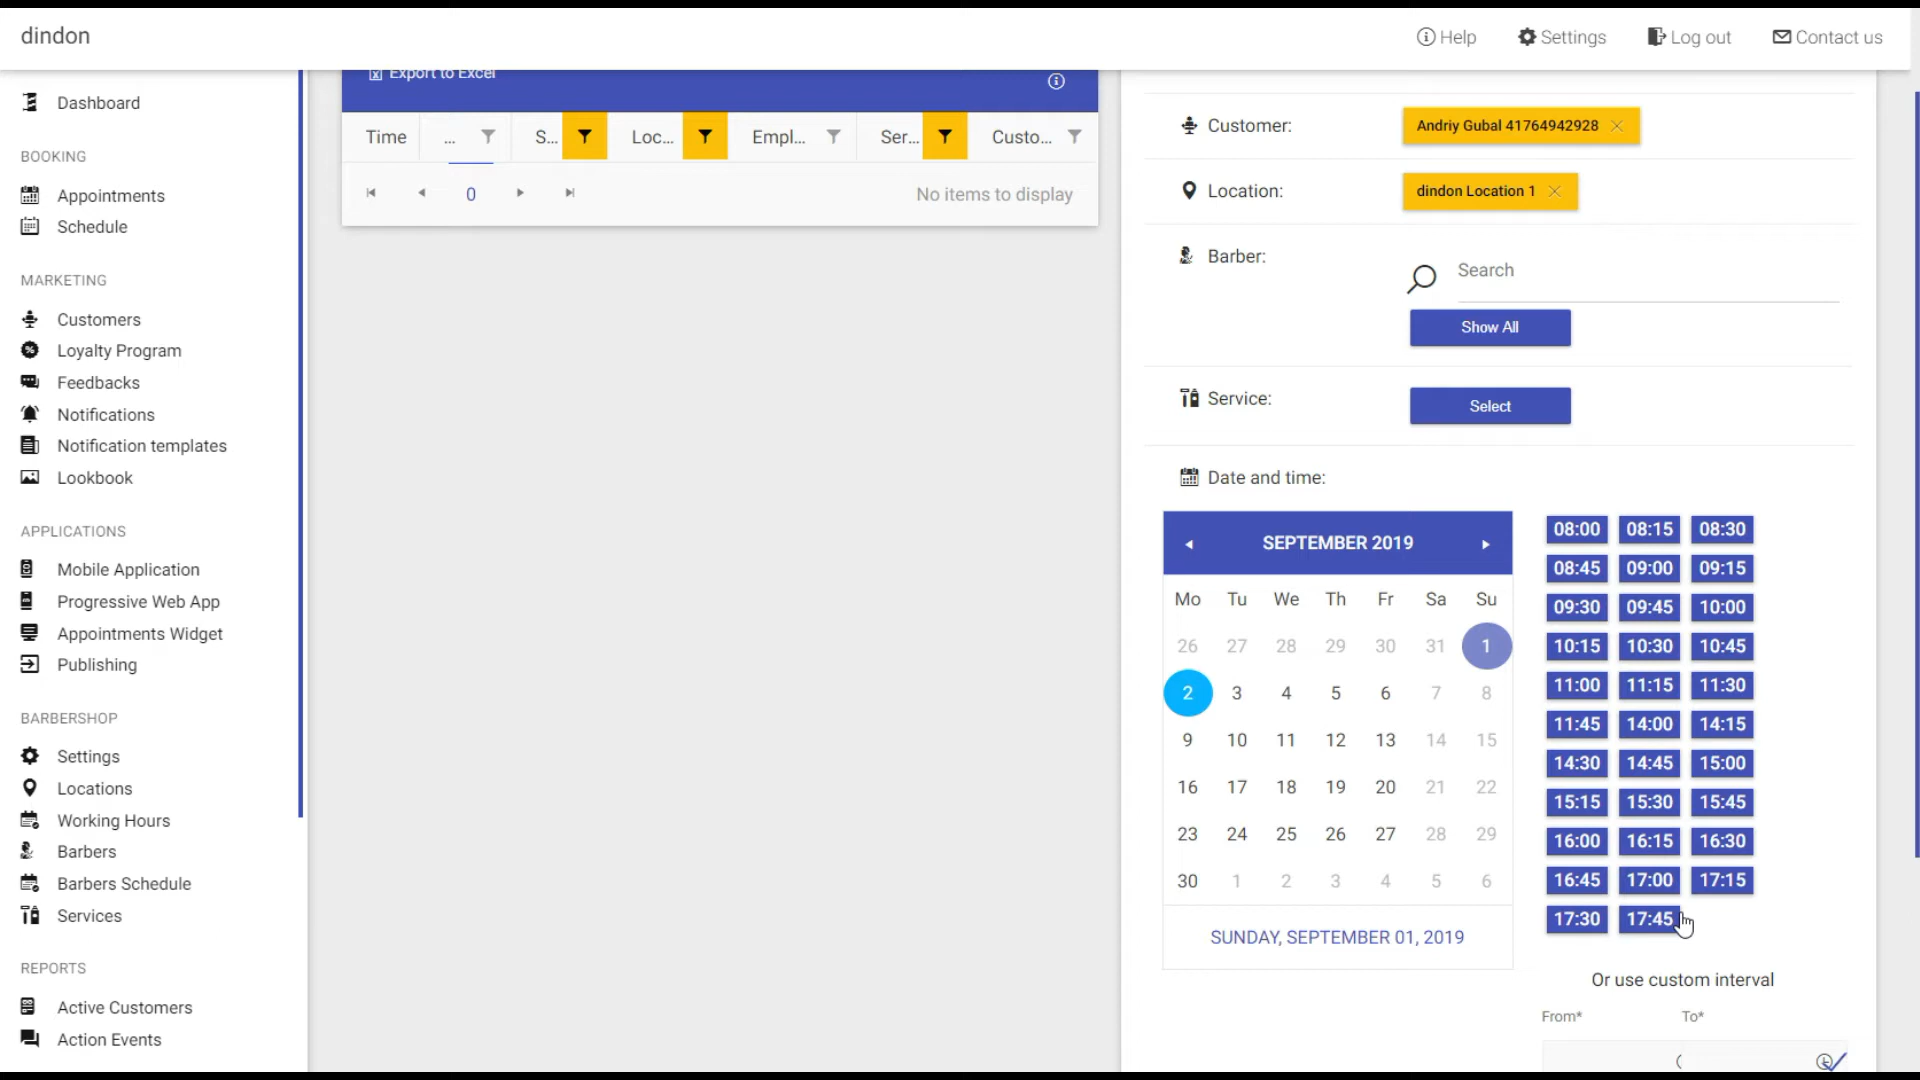 dindon
Help Settings Log out Contact us
Dashboard
BOOKING
Appointments
Schedule
MARKETING
Customers
Loyalty Program
Feedbacks
Notifications
Notification templates
Lookbook
APPLICATIONS
Mobile Application
Progressive Web App
Appointments Widget
Publishing
BARBERSHOP
Settings
Locations
Working Hours
Barbers
Barbers Schedule
Services
REPORTS
Active Customers
Action Events
Export to Excel
Time ... S... Loc... Empl... Ser... Custo...
0 No items to display
Customer: Andriy Gubal 41764942928
Location: dindon Location 1
Barber: Search
Show All
Service: Select
Date and time:
SEPTEMBER 2019
Mo Tu We Th Fr Sa Su
26 27 28 29 30 31 1
2 3 4 5 6 7 8
9 10 11 12 13 14 15
16 17 18 19 20 21 22
23 24 25 26 27 28 29
30 1 2 3 4 5 6
SUNDAY, SEPTEMBER 01, 2019
08:00 08:15 08:30
08:45 09:00 09:15
09:30 09:45 10:00
10:15 10:30 10:45
11:00 11:15 11:30
11:45 14:00 14:15
14:30 14:45 15:00
15:15 15:30 15:45
16:00 16:15 16:30
16:45 17:00 17:15
17:30 17:45
Or use custom interval
From* To*